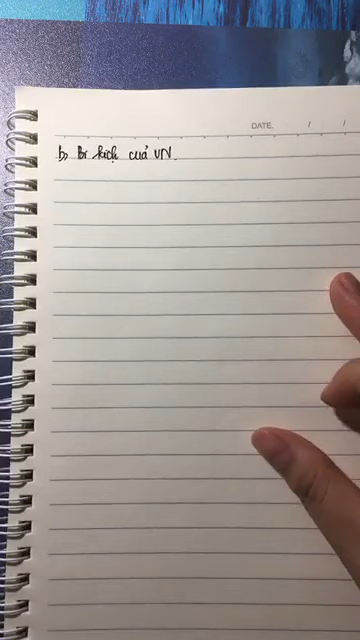 DATE. / /
b, Bi kịch của VN.